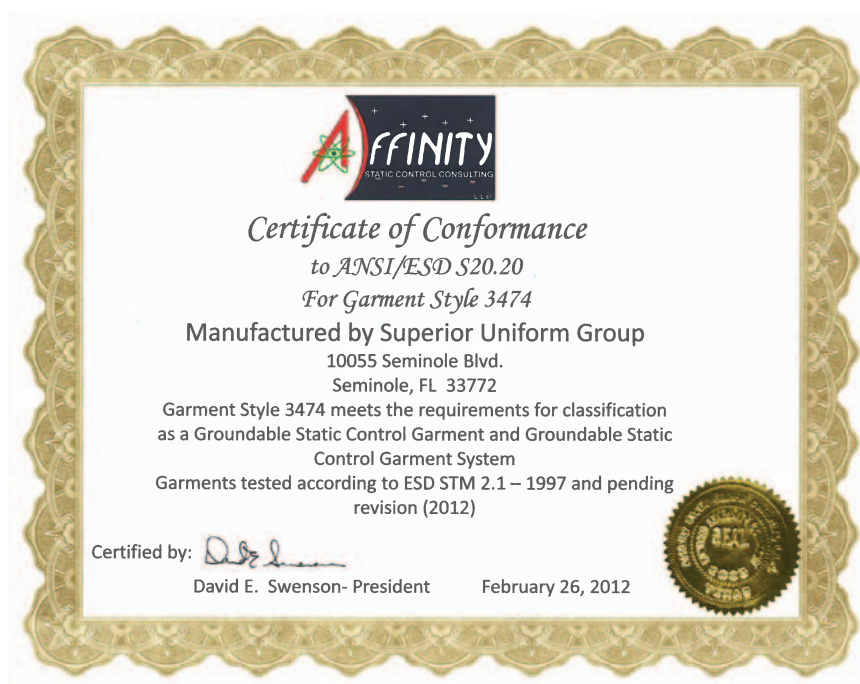 AFFINITY
STATIC CONTROL CONSULTING
LLC
Certificate of Conformance
to ANSI/ESD S20.20
For Garment Style 3474
Manufactured by Superior Uniform Group
10055 Seminole Blvd.
Seminole, FL 33772
Garment Style 3474 meets the requirements for classification
as a Groundable Static Control Garment and Groundable Static
Control Garment System
Garments tested according to ESD STM 2.1 – 1997 and pending
revision (2012)
Certified by:
David E. Swenson- President February 26, 2012
SEAL
TEXAS